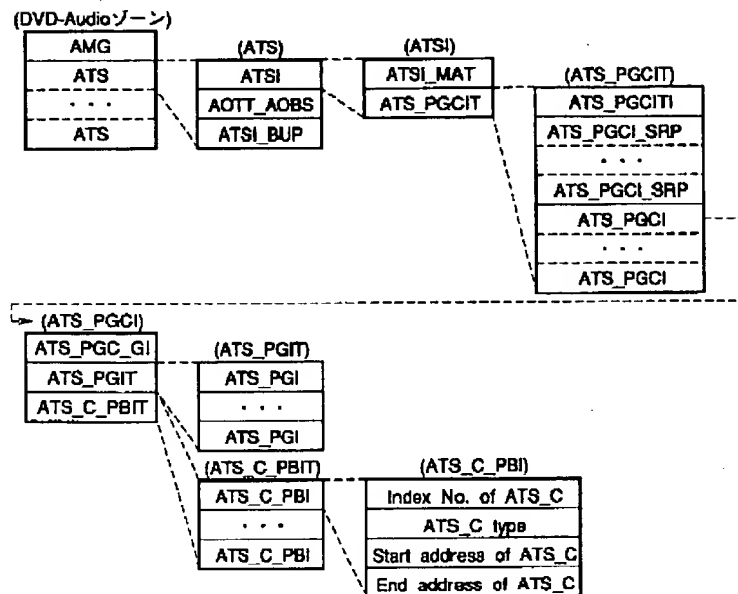 (DVD-Audioゾーン)
AMG
ATS
・・・
ATS
(ATS)
ATSI
AOTT_AOBS
ATSI_BUP
(ATSI)
ATSI_MAT
ATS_PGCIT
(ATS_PGCIT)
ATS_PGCITI
ATS_PGCI_SRP
・・・
ATS_PGCI_SRP
ATS_PGCI
・・・
ATS_PGCI
(ATS_PGCI)
ATS_PGC_GI
ATS_PGIT
ATS_C_PBIT
(ATS_PGIT)
ATS_PGI
・・・
ATS_PGI
(ATS_C_PBIT)
ATS_C_PBI
・・・
ATS_C_PBI
(ATS_C_PBI)
Index No. of ATS_C
ATS_C type
Start address of ATS_C
End address of ATS_C